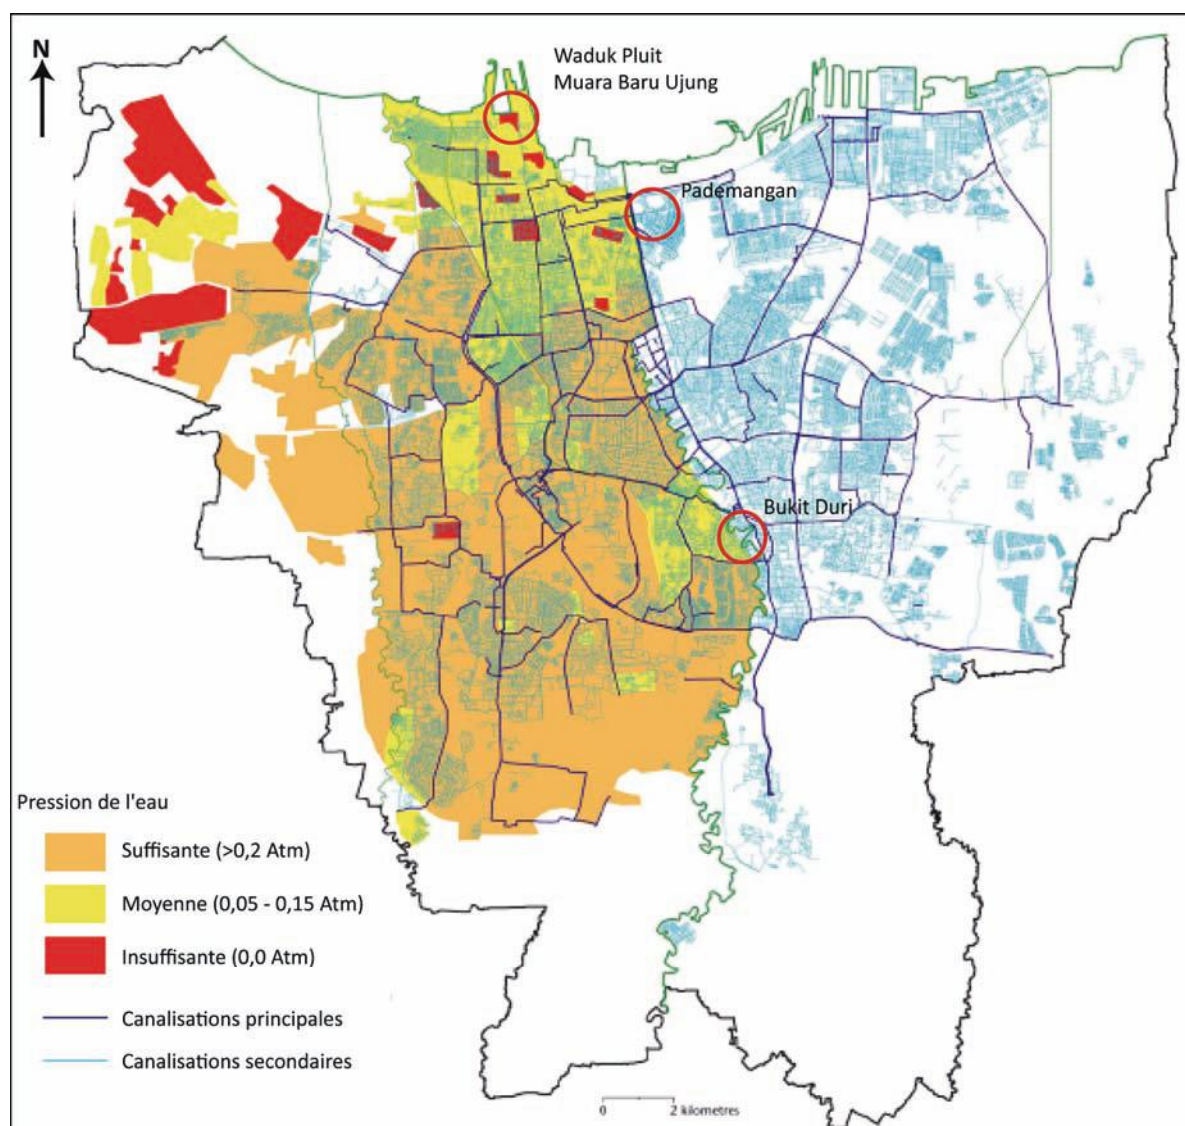 N
Waduk Pluit
Muara Baru Ujung
Pademangan
Bukit Duri
Pression de l'eau
Suffisante (>0,2 Atm)
Moyenne (0,05 - 0,15 Atm)
Insuffisante (0,0 Atm)
Canalisations principales
Canalisations secondaires
0 2 kilometres